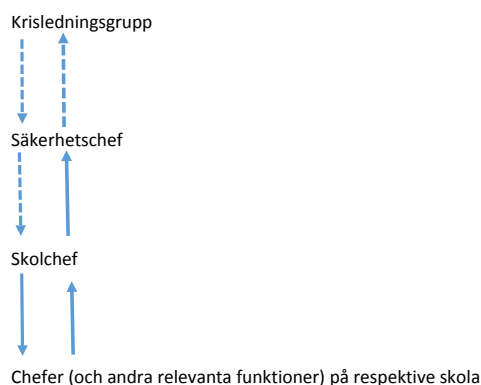 Krisledningsgrupp
Säkerhetschef
Skolchef
Chefer (och andra relevanta funktioner) på respektive skola